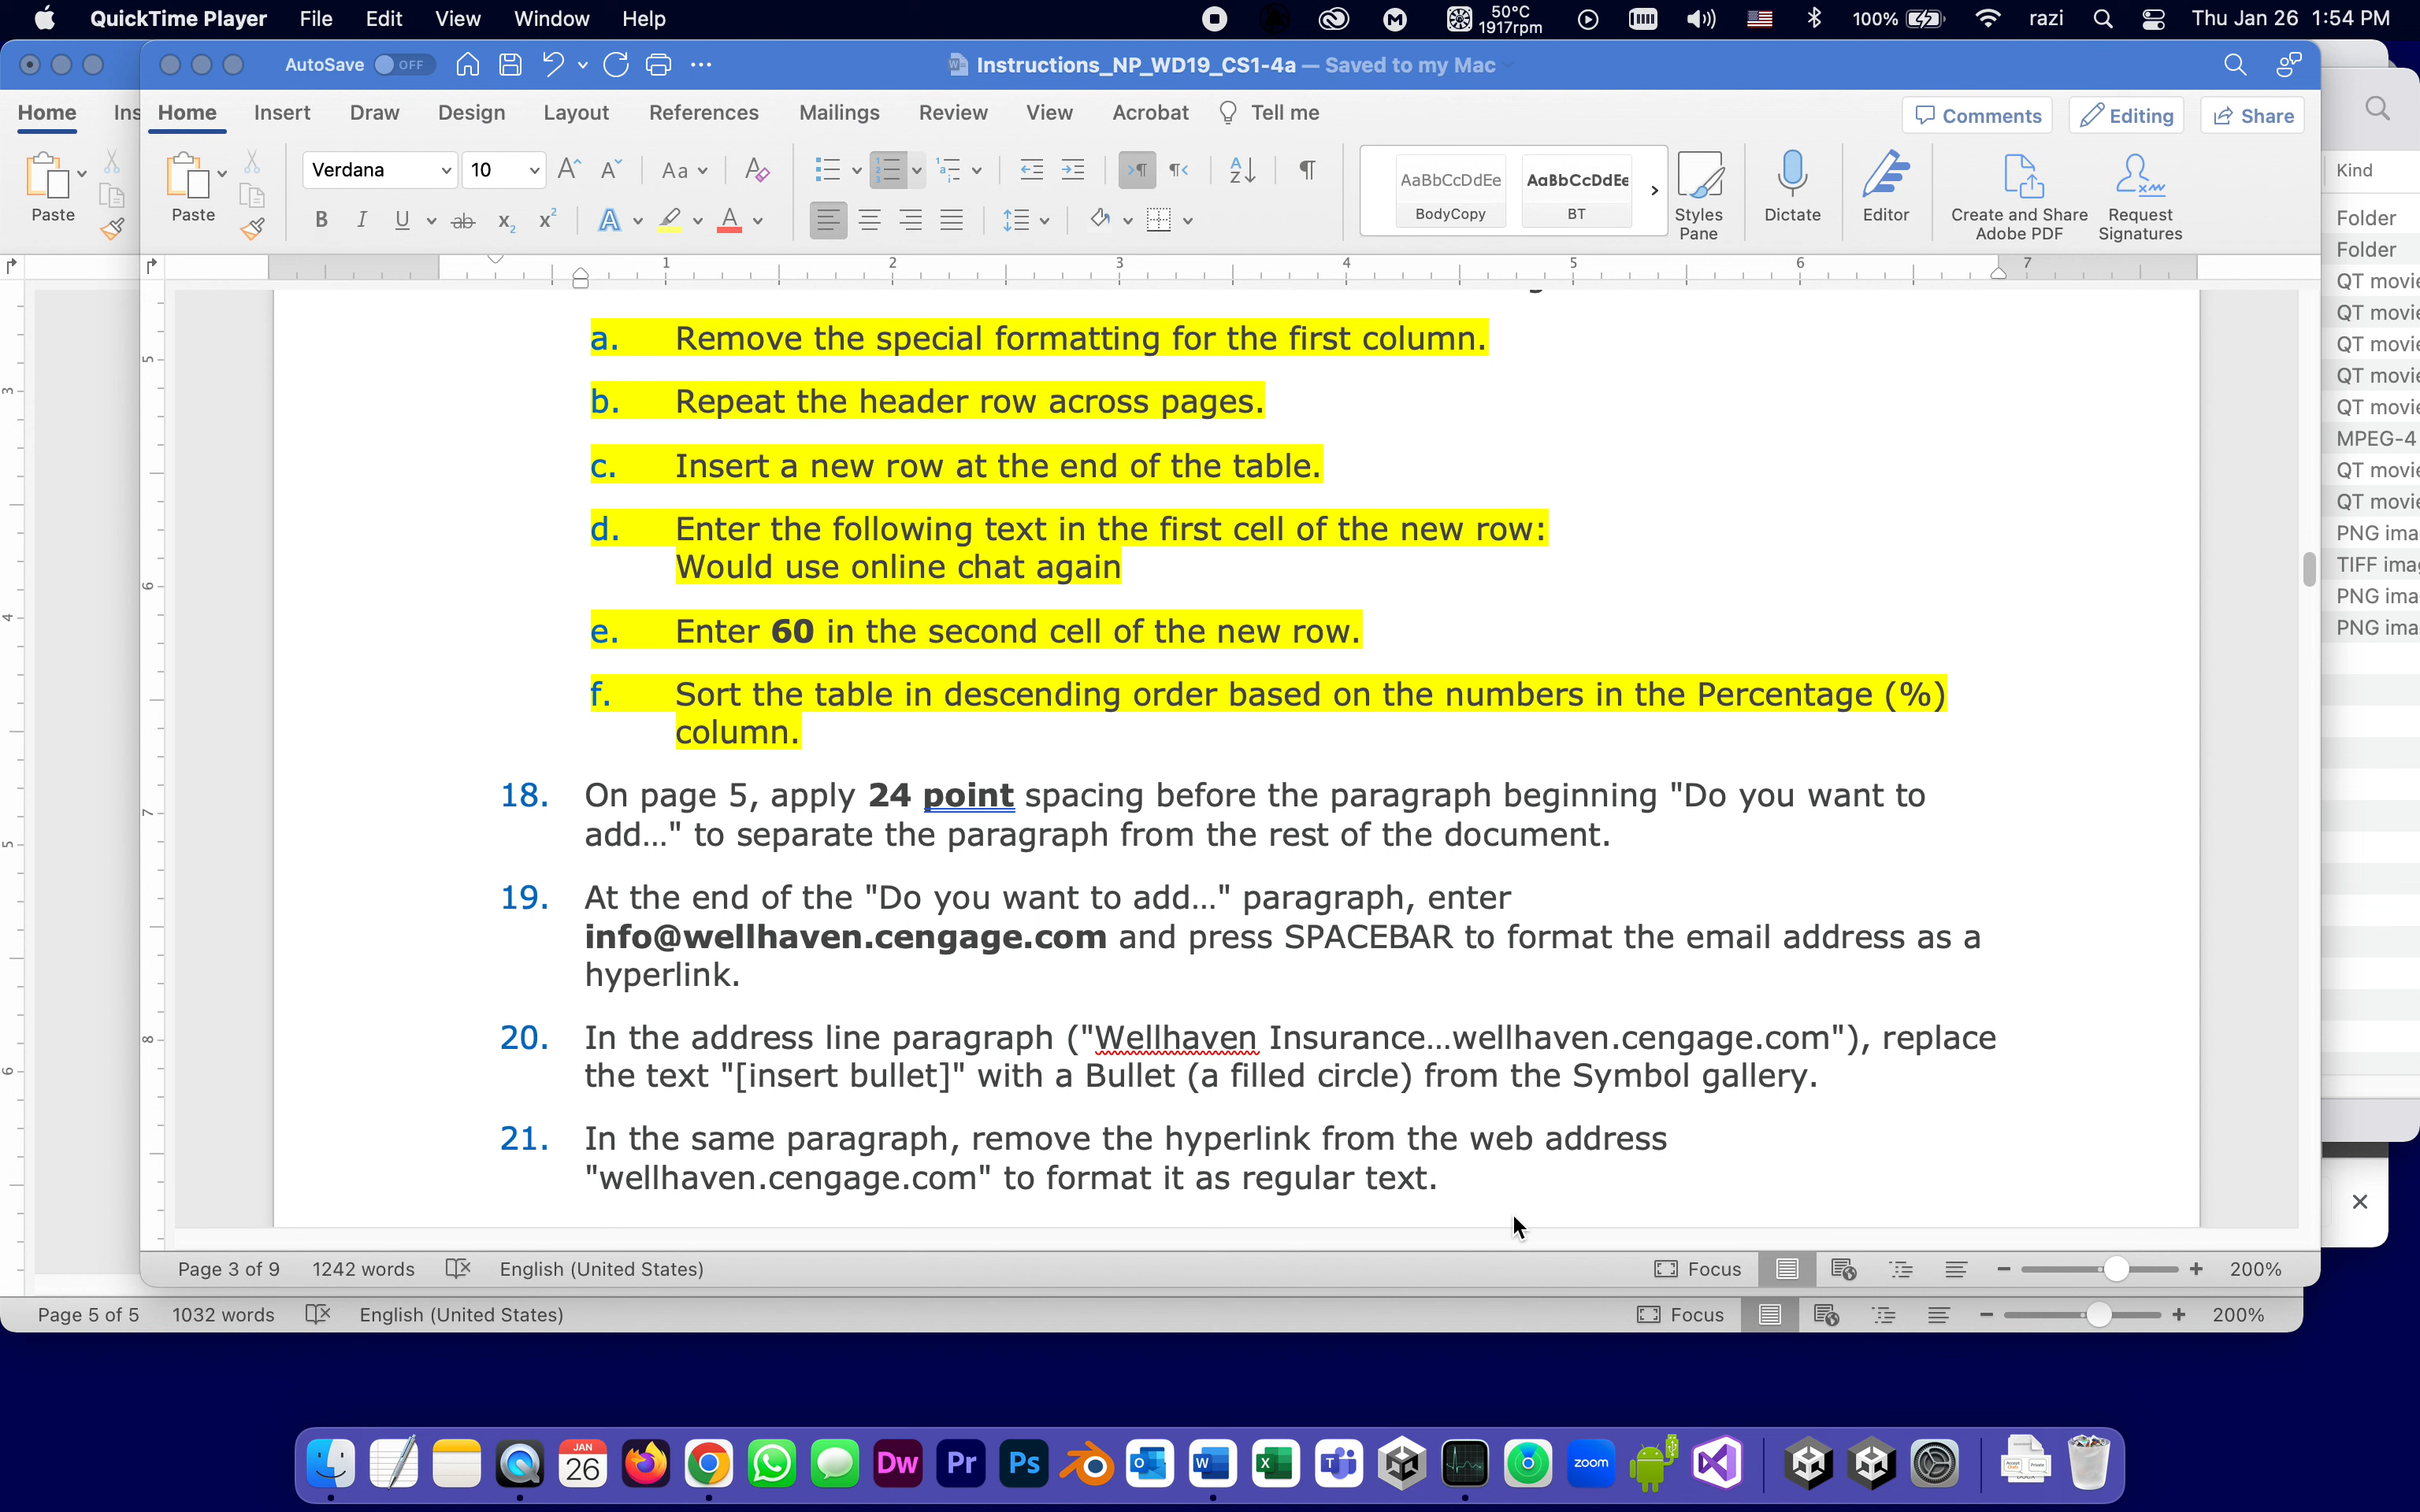 QuickTime Player File Edit View Window Help 50°C 1917rpm 100% razi Thu Jan 26 1:54 PM
AutoSave OFF Instructions_NP_WD19_CS1-4a — Saved to my Mac
Home Ins Home Insert Draw Design Layout References Mailings Review View Acrobat Tell me Comments Editing Share
Paste Paste Verdana 10 AaBbCcDdEe BodyCopy AaBbCcDdEe BT Styles Pane Dictate Editor Create and Share Adobe PDF Request Signatures
Kind
Folder
Folder
QT movie
QT movie
QT movie
QT movie
QT movie
MPEG-4
QT movie
QT movie
PNG ima
TIFF imag
PNG ima
PNG ima
1 2 3 4 5 6 7
a. Remove the special formatting for the first column.
b. Repeat the header row across pages.
c. Insert a new row at the end of the table.
d. Enter the following text in the first cell of the new row:
Would use online chat again
e. Enter 60 in the second cell of the new row.
f. Sort the table in descending order based on the numbers in the Percentage (%)
column.
18. On page 5, apply 24 point spacing before the paragraph beginning "Do you want to
add…" to separate the paragraph from the rest of the document.
19. At the end of the "Do you want to add…" paragraph, enter
info@wellhaven.cengage.com and press SPACEBAR to format the email address as a
hyperlink.
20. In the address line paragraph ("Wellhaven Insurance…wellhaven.cengage.com"), replace
the text "[insert bullet]" with a Bullet (a filled circle) from the Symbol gallery.
21. In the same paragraph, remove the hyperlink from the web address
"wellhaven.cengage.com" to format it as regular text.
Page 3 of 9 1242 words English (United States) Focus 200%
Page 5 of 5 1032 words English (United States) Focus 200%
JAN 26 Dw Pr Ps zoom